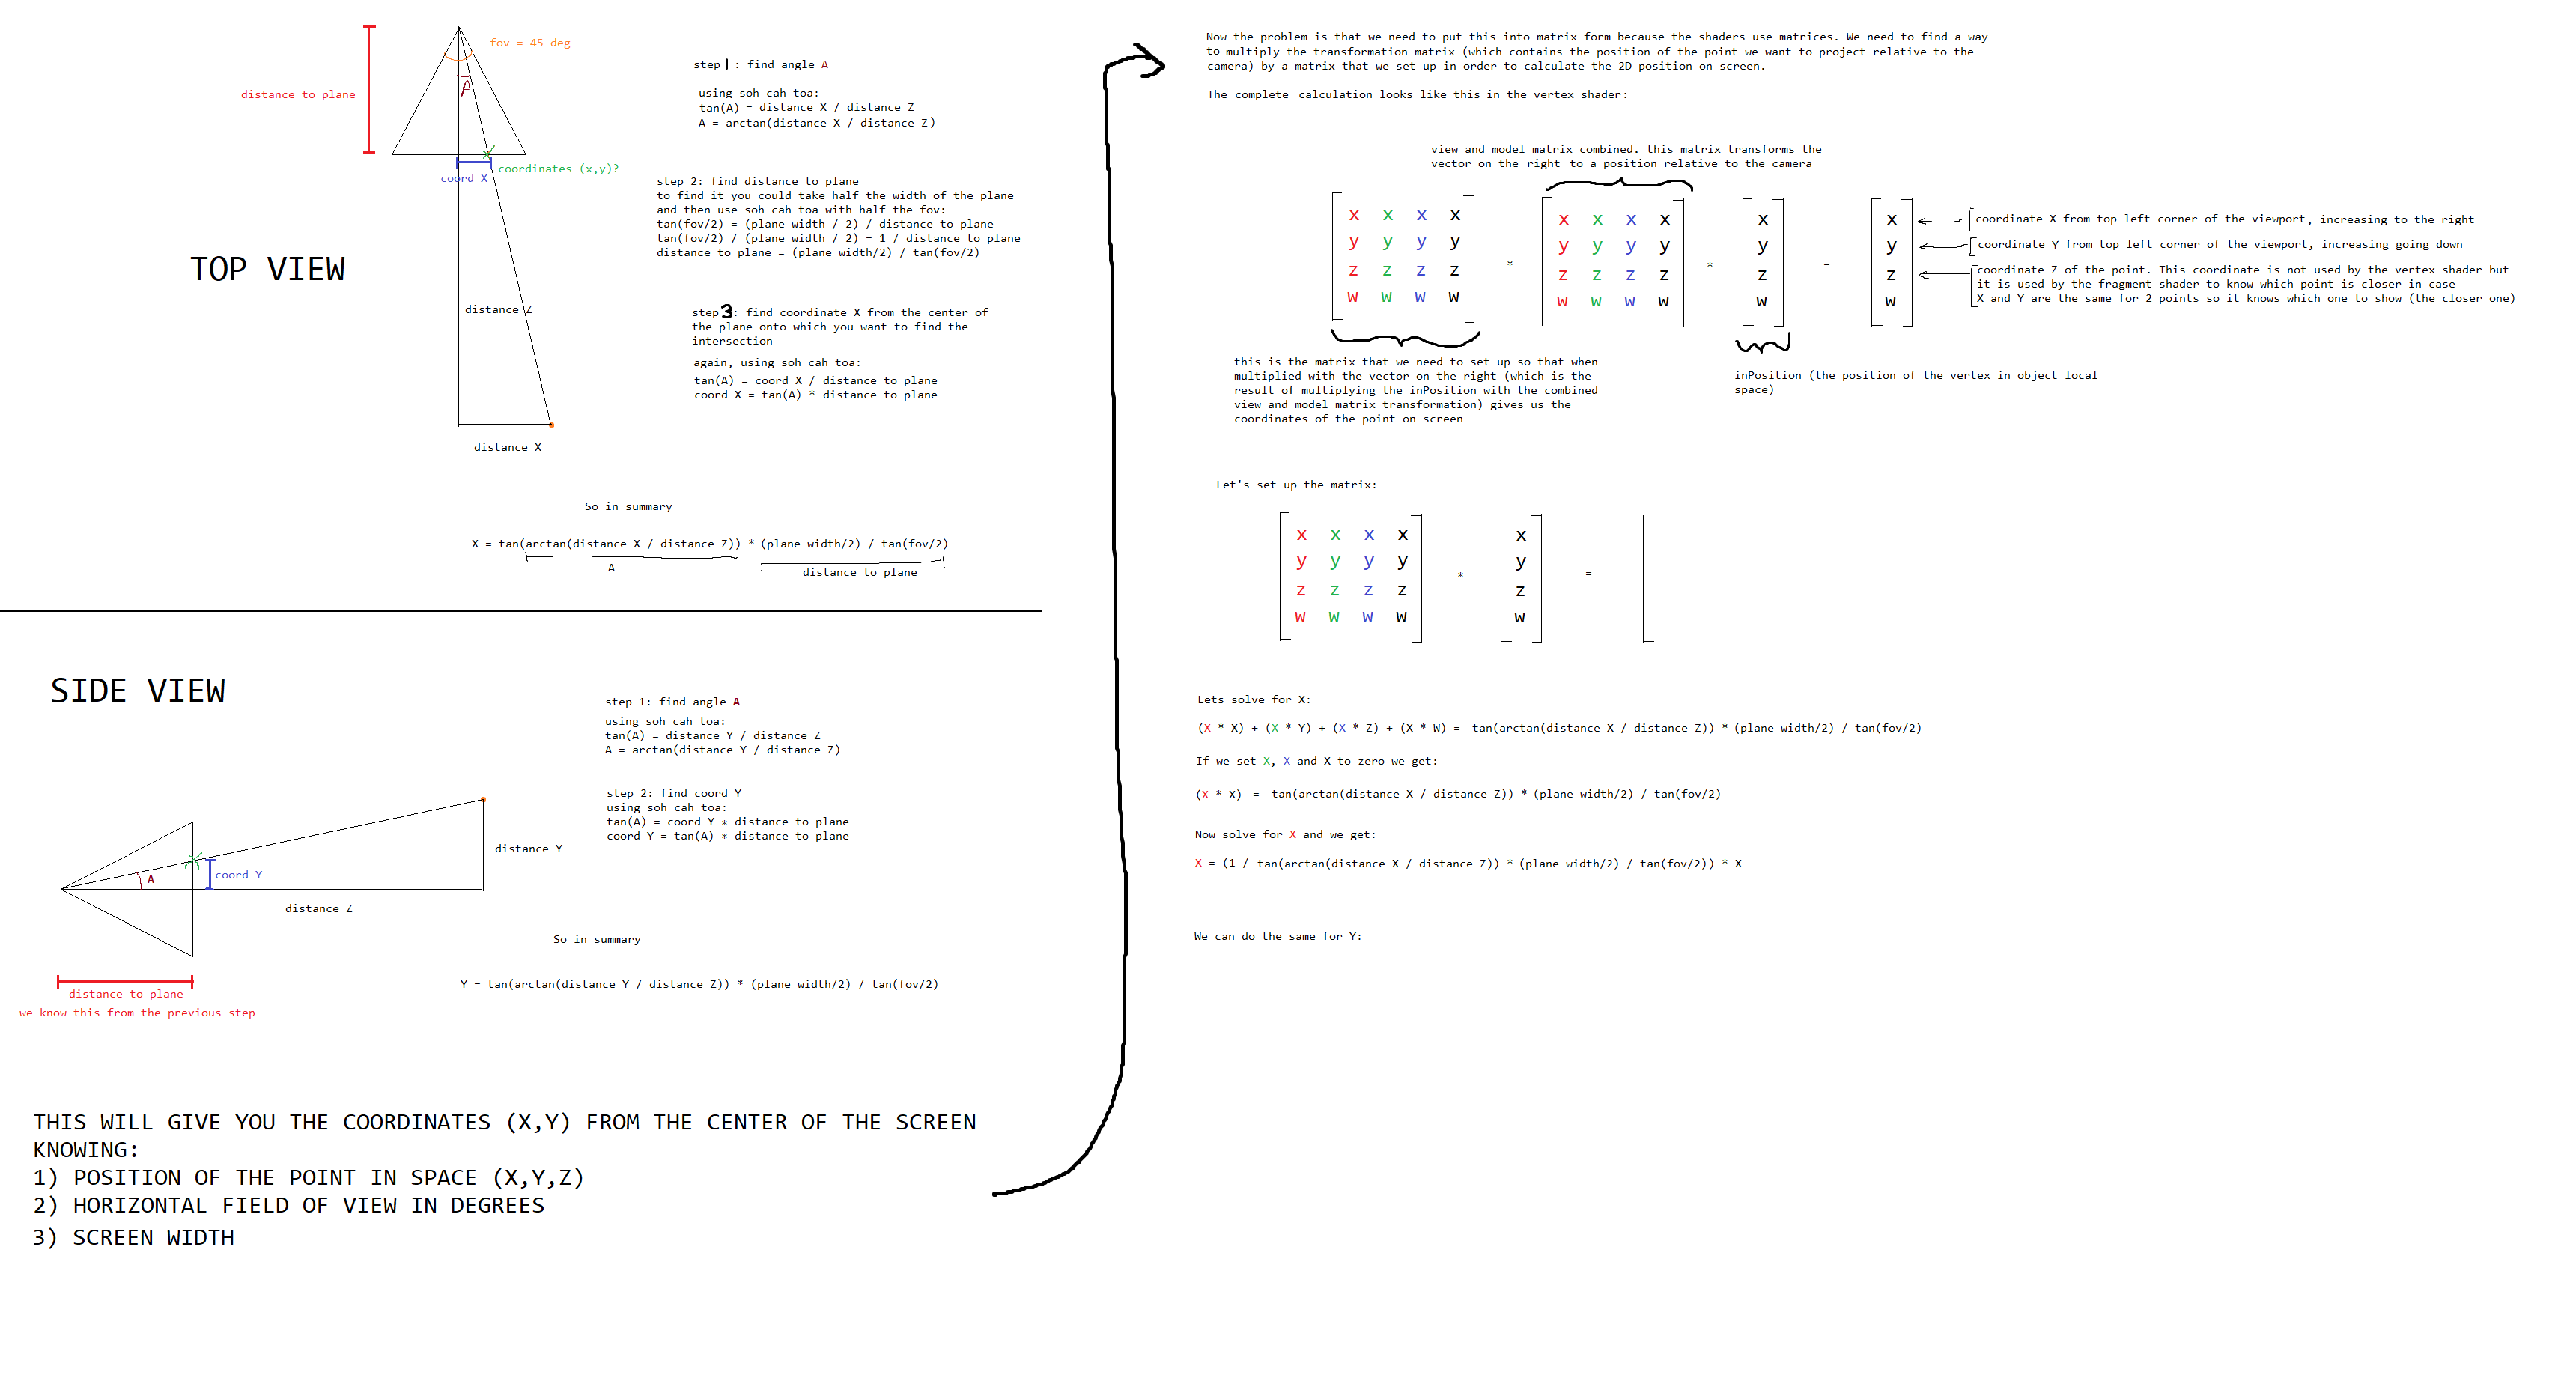 fov = 45 deg
distance to plane
A
coordinates (x,y)?
coord X
TOP VIEW
distance Z
distance X
step 1 : find angle A
using soh cah toa:
tan(A) = distance X / distance Z
A = arctan(distance X / distance Z)
step 2: find distance to plane
to find it you could take half the width of the plane
and then use soh cah toa with half the fov:
tan(fov/2) = (plane width / 2) / distance to plane
tan(fov/2) / (plane width / 2) = 1 / distance to plane
distance to plane = (plane width/2) / tan(fov/2)
step 3: find coordinate X from the center of
the plane onto which you want to find the
intersection
again, using soh cah toa:
tan(A) = coord X / distance to plane
coord X = tan(A) * distance to plane
So in summary
X = tan(arctan(distance X / distance Z)) * (plane width/2) / tan(fov/2)
A
distance to plane
SIDE VIEW
step 1: find angle A
using soh cah toa:
tan(A) = distance Y / distance Z
A = arctan(distance Y / distance Z)
step 2: find coord Y
using soh cah toa:
tan(A) = coord Y * distance to plane
coord Y = tan(A) * distance to plane
distance Y
A
coord Y
distance Z
So in summary
Y = tan(arctan(distance Y / distance Z)) * (plane width/2) / tan(fov/2)
distance to plane
we know this from the previous step
THIS WILL GIVE YOU THE COORDINATES (X,Y) FROM THE CENTER OF THE SCREEN
KNOWING:
1) POSITION OF THE POINT IN SPACE (X,Y,Z)
2) HORIZONTAL FIELD OF VIEW IN DEGREES
3) SCREEN WIDTH
Now the problem is that we need to put this into matrix form because the shaders use matrices. We need to find a way
to multiply the transformation matrix (which contains the position of the point we want to project relative to the
camera) by a matrix that we set up in order to calculate the 2D position on screen.
The complete calculation looks like this in the vertex shader:
view and model matrix combined. this matrix transforms the
vector on the right to a position relative to the camera
x x x x x x x x x x
y y y y y y y y y y
z z z z * z z z z * z = z
w w w w w w w w w w
coordinate X from top left corner of the viewport, increasing to the right
coordinate Y from top left corner of the viewport, increasing going down
coordinate Z of the point. This coordinate is not used by the vertex shader but
it is used by the fragment shader to know which point is closer in case
X and Y are the same for 2 points so it knows which one to show (the closer one)
this is the matrix that we need to set up so that when
multiplied with the vector on the right (which is the
result of multiplying the inPosition with the combined
view and model matrix transformation) gives us the
coordinates of the point on screen
inPosition (the position of the vertex in object local
space)
Let's set up the matrix:
x x x x x
y y y y y
z z z z * z =
w w w w w
Lets solve for X:
(X * X) + (X * Y) + (X * Z) + (X * W) = tan(arctan(distance X / distance Z)) * (plane width/2) / tan(fov/2)
If we set X, X and X to zero we get:
(X * X) = tan(arctan(distance X / distance Z)) * (plane width/2) / tan(fov/2)
Now solve for X and we get:
X = (1 / tan(arctan(distance X / distance Z)) * (plane width/2) / tan(fov/2)) * X
We can do the same for Y: